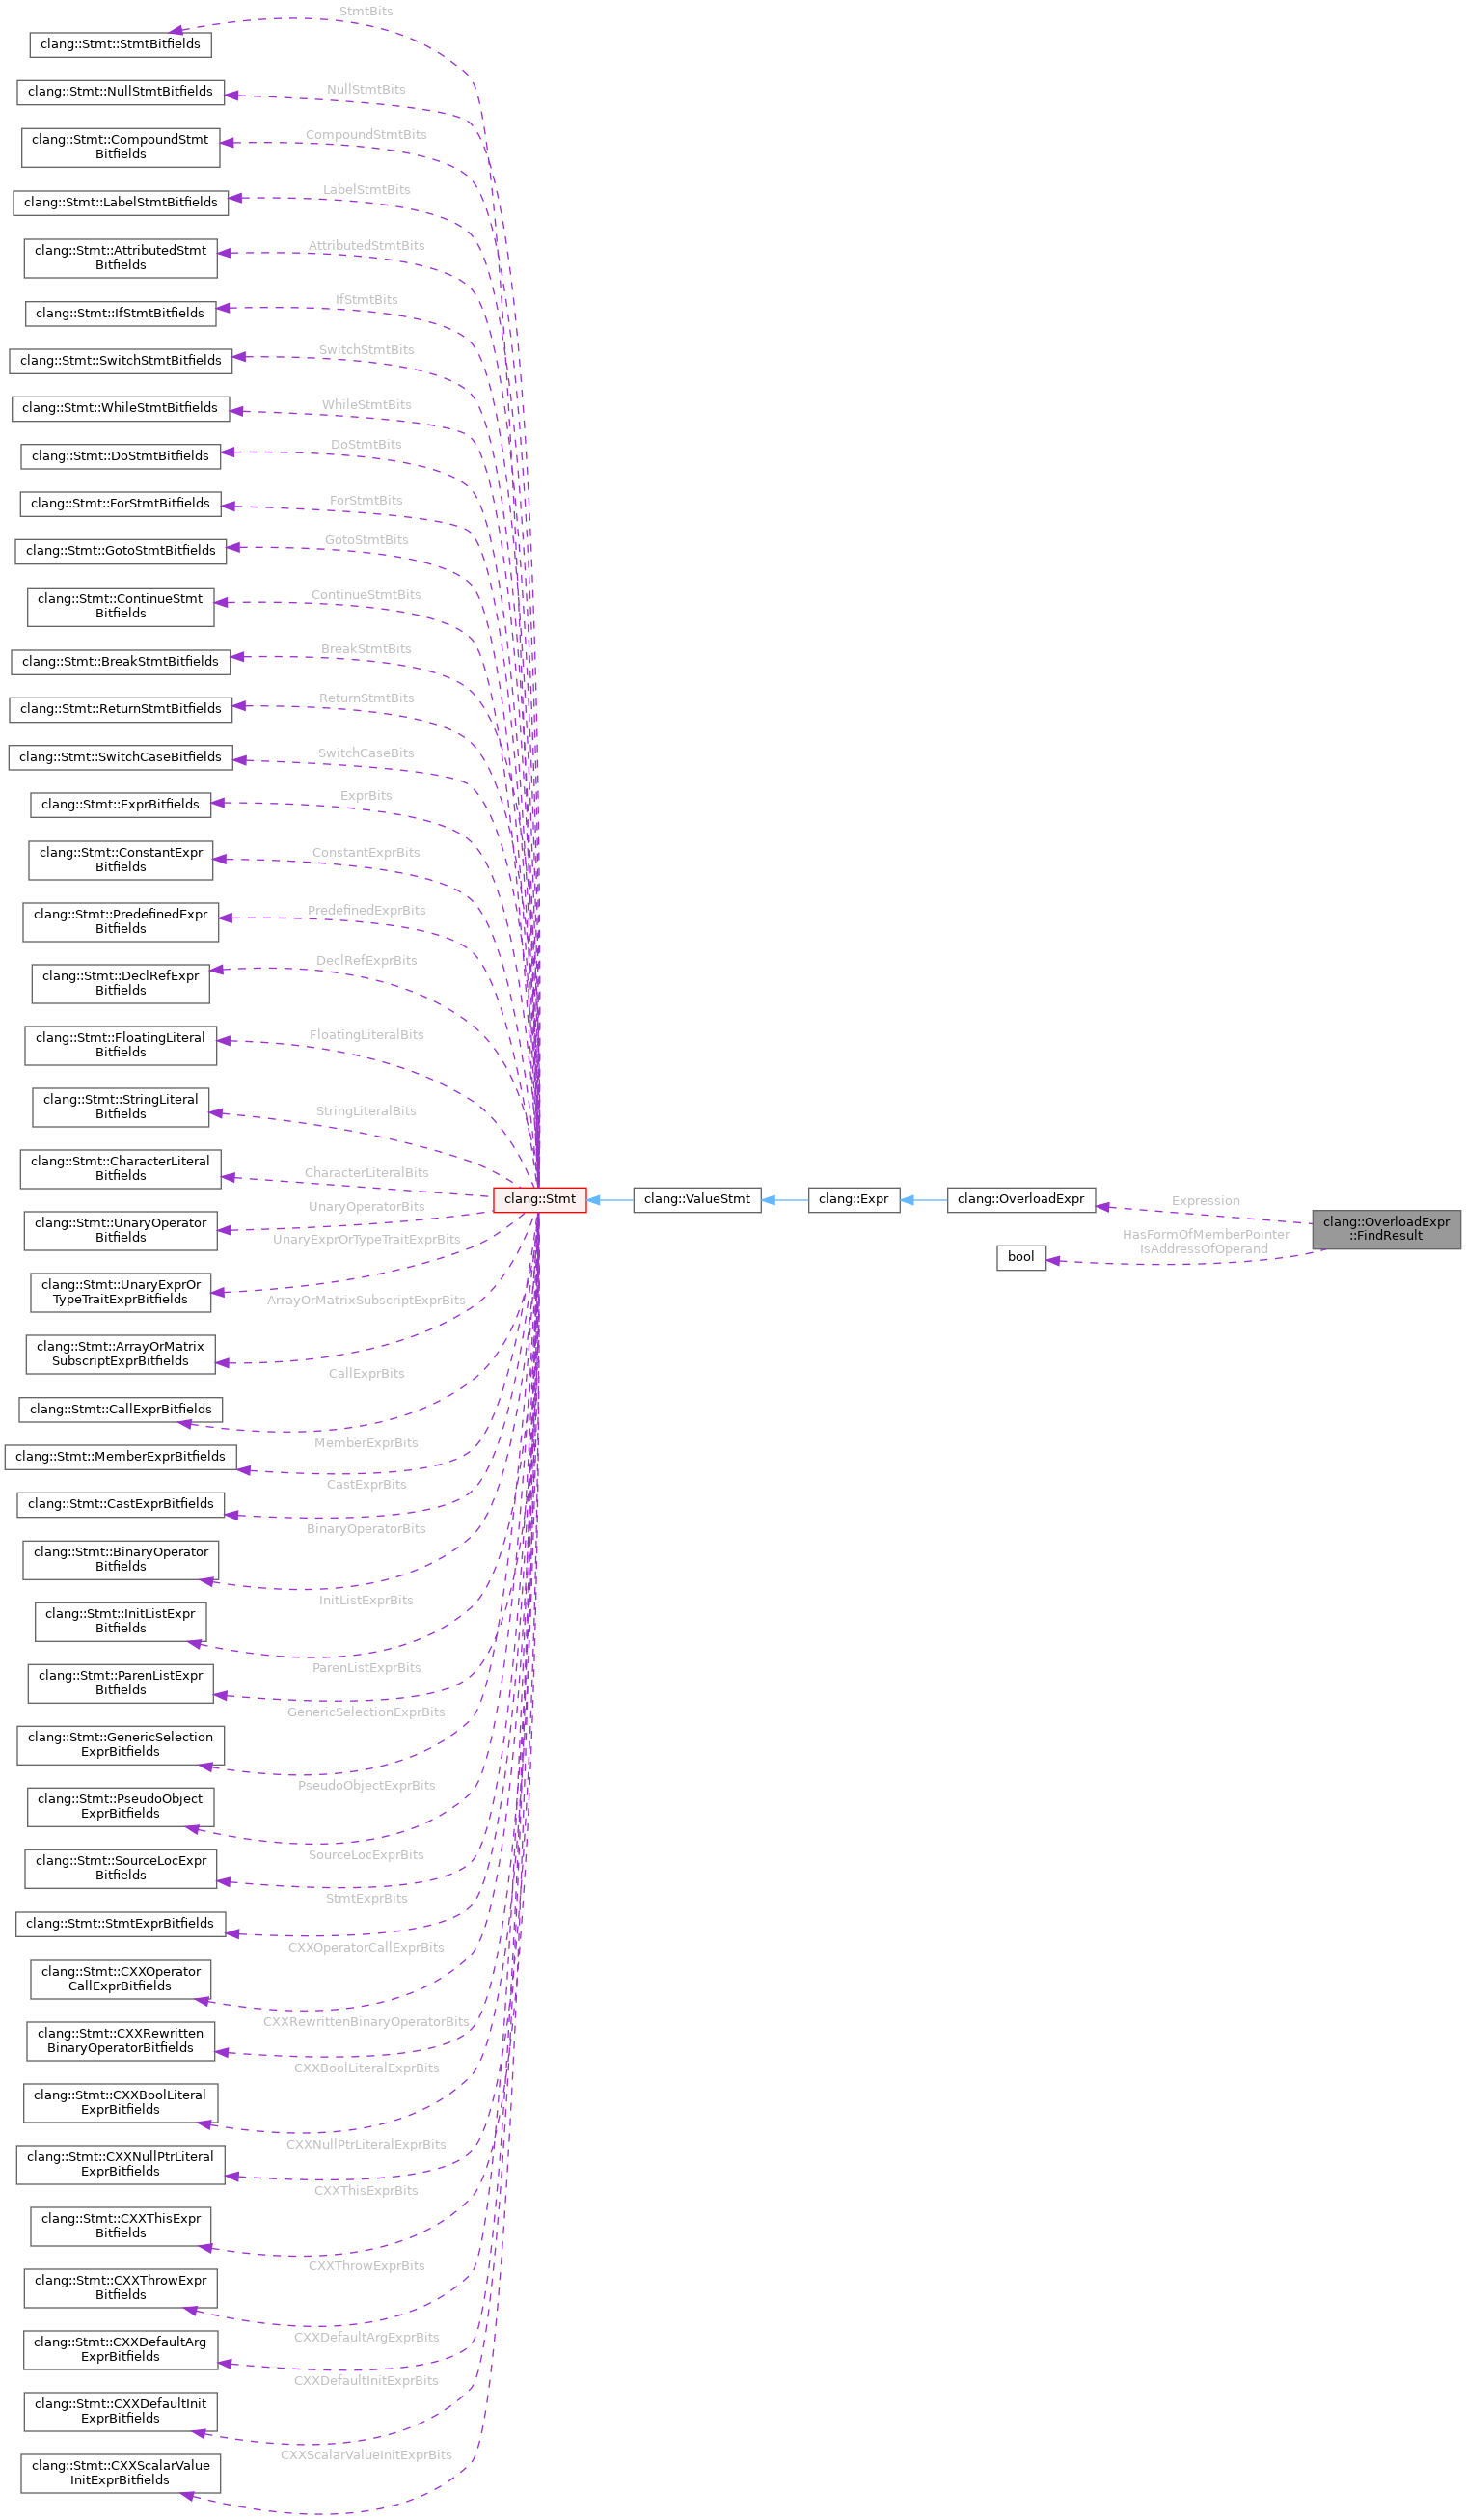 StmtBits
clang::Stmt::StmtBitfields
NullStmtBits
clang::Stmt::NullStmtBitfields
CompoundStmtBits
clang::Stmt::CompoundStmt
Bitfields
LabelStmtBits
clang::Stmt::LabelStmtBitfields
AttributedStmtBits
clang::Stmt::AttributedStmt
Bitfields
IfStmtBits
clang::Stmt::IfStmtBitfields
SwitchStmtBits
clang::Stmt::SwitchStmtBitfields
WhileStmtBits
clang::Stmt::WhileStmtBitfields
DoStmtBits
clang::Stmt::DoStmtBitfields
ForStmtBits
clang::Stmt::ForStmtBitfields
GotoStmtBits
clang::Stmt::GotoStmtBitfields
ContinueStmtBits
clang::Stmt::ContinueStmt
Bitfields
BreakStmtBits
clang::Stmt::BreakStmtBitfields
ReturnStmtBits
clang::Stmt::ReturnStmtBitfields
SwitchCaseBits
clang::Stmt::SwitchCaseBitfields
ExprBits
clang::Stmt::ExprBitfields
ConstantExprBits
clang::Stmt::ConstantExpr
Bitfields
PredefinedExprBits
clang::Stmt::PredefinedExpr
Bitfields
DeclRefExprBits
clang::Stmt::DeclRefExpr
Bitfields
FloatingLiteralBits
clang::Stmt::FloatingLiteral
Bitfields
StringLiteralBits
clang::Stmt::StringLiteral
Bitfields
CharacterLiteralBits
clang::Stmt::CharacterLiteral
Bitfields
clang::Stmt
clang::ValueStmt
clang::Expr
clang::OverloadExpr
Expression
clang::OverloadExpr
::FindResult
HasFormOfMemberPointer
IsAddressOfOperand
bool
UnaryOperatorBits
clang::Stmt::UnaryOperator
Bitfields
UnaryExprOrTypeTraitExprBits
clang::Stmt::UnaryExprOr
TypeTraitExprBitfields
ArrayOrMatrixSubscriptExprBits
clang::Stmt::ArrayOrMatrix
SubscriptExprBitfields
CallExprBits
clang::Stmt::CallExprBitfields
MemberExprBits
clang::Stmt::MemberExprBitfields
CastExprBits
clang::Stmt::CastExprBitfields
BinaryOperatorBits
clang::Stmt::BinaryOperator
Bitfields
InitListExprBits
clang::Stmt::InitListExpr
Bitfields
ParenListExprBits
clang::Stmt::ParenListExpr
Bitfields
GenericSelectionExprBits
clang::Stmt::GenericSelection
ExprBitfields
PseudoObjectExprBits
clang::Stmt::PseudoObject
ExprBitfields
SourceLocExprBits
clang::Stmt::SourceLocExpr
Bitfields
StmtExprBits
clang::Stmt::StmtExprBitfields
CXXOperatorCallExprBits
clang::Stmt::CXXOperator
CallExprBitfields
CXXRewrittenBinaryOperatorBits
clang::Stmt::CXXRewritten
BinaryOperatorBitfields
CXXBoolLiteralExprBits
clang::Stmt::CXXBoolLiteral
ExprBitfields
CXXNullPtrLiteralExprBits
clang::Stmt::CXXNullPtrLiteral
ExprBitfields
CXXThisExprBits
clang::Stmt::CXXThisExpr
Bitfields
CXXThrowExprBits
clang::Stmt::CXXThrowExpr
Bitfields
CXXDefaultArgExprBits
clang::Stmt::CXXDefaultArg
ExprBitfields
CXXDefaultInitExprBits
clang::Stmt::CXXDefaultInit
ExprBitfields
CXXScalarValueInitExprBits
clang::Stmt::CXXScalarValue
InitExprBitfields